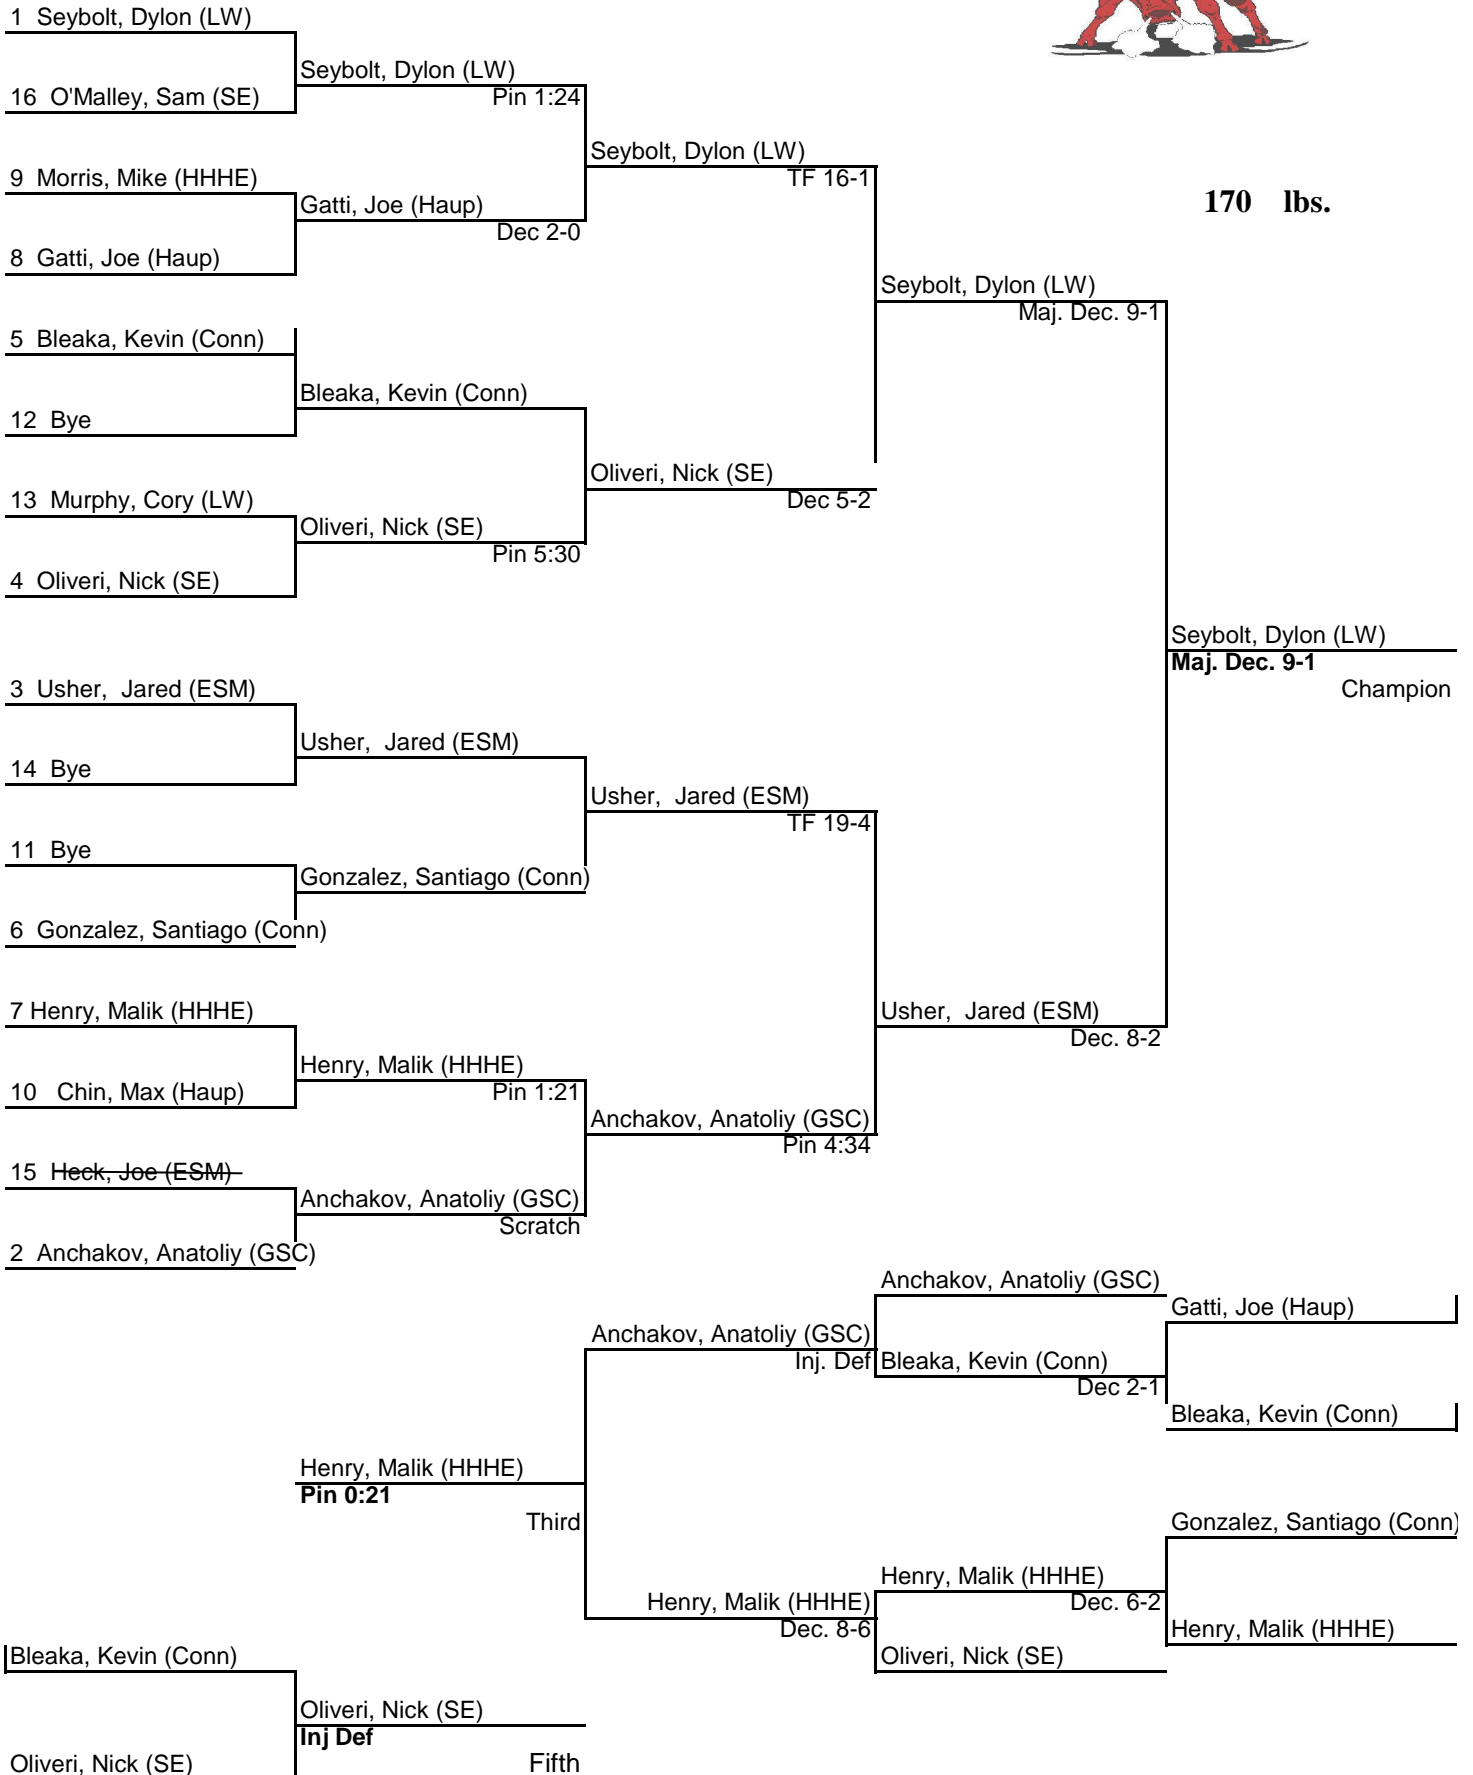 1 Seybolt, Dylon (LW)
Seybolt, Dylon (LW)
16 O'Malley, Sam (SE)
Pin 1:24
Seybolt, Dylon (LW)
9 Morris, Mike (HHHE)
TF 16-1
170 lbs.
Gatti, Joe (Haup)
Dec 2-0
8 Gatti, Joe (Haup)
Seybolt, Dylon (LW)
Maj. Dec. 9-1
5 Bleaka, Kevin (Conn)
Bleaka, Kevin (Conn)
12 Bye
Oliveri, Nick (SE)
Dec 5-2
13 Murphy, Cory (LW)
Oliveri, Nick (SE)
Pin 5:30
4 Oliveri, Nick (SE)
Seybolt, Dylon (LW)
Maj. Dec. 9-1
Champion
3 Usher, Jared (ESM)
Usher, Jared (ESM)
14 Bye
Usher, Jared (ESM)
TF 19-4
11 Bye
Gonzalez, Santiago (Conn)
6 Gonzalez, Santiago (Conn)
7 Henry, Malik (HHHE)
Usher, Jared (ESM)
Dec. 8-2
Henry, Malik (HHHE)
10 Chin, Max (Haup)
Pin 1:21
Anchakov, Anatoliy (GSC)
Pin 4:34
15 Heck, Joe (ESM)
Anchakov, Anatoliy (GSC)
Scratch
2 Anchakov, Anatoliy (GSC)
Anchakov, Anatoliy (GSC)
Gatti, Joe (Haup)
Anchakov, Anatoliy (GSC)
Inj. Def
Bleaka, Kevin (Conn)
Dec 2-1
Bleaka, Kevin (Conn)
Henry, Malik (HHHE)
Pin 0:21
Third
Gonzalez, Santiago (Conn)
Henry, Malik (HHHE)
Dec. 6-2
Henry, Malik (HHHE)
Dec. 8-6
Henry, Malik (HHHE)
Bleaka, Kevin (Conn)
Oliveri, Nick (SE)
Oliveri, Nick (SE)
Inj Def
Oliveri, Nick (SE)
Fifth